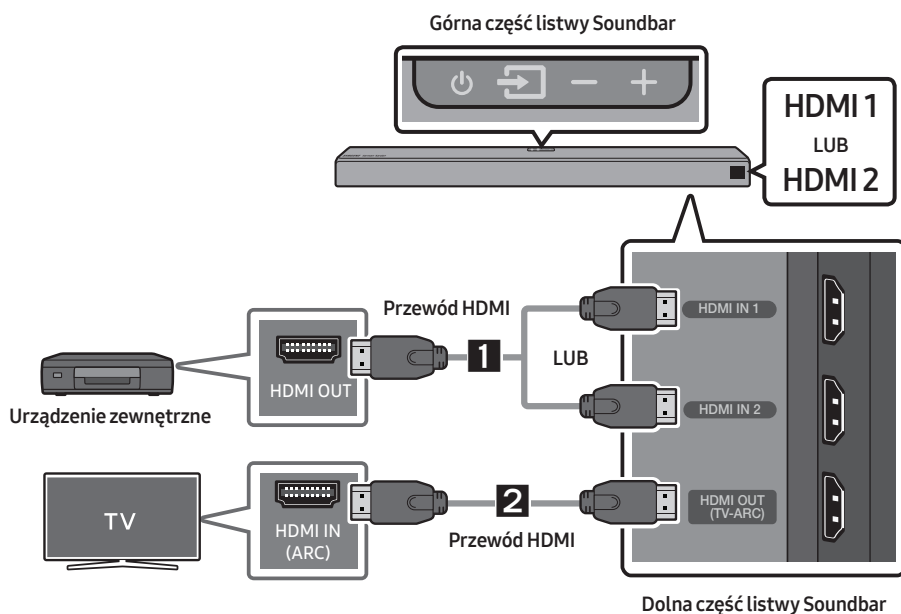 Górna część listwy Soundbar
HDMI 1
LUB
HDMI 2
Przewód HDMI
HDMI IN 1
1
LUB
HDMI OUT
HDMI IN 2
Urządzenie zewnętrzne
TV
HDMI IN
(ARC)
2
HDMI OUT
(TV-ARC)
Przewód HDMI
Dolna część listwy Soundbar